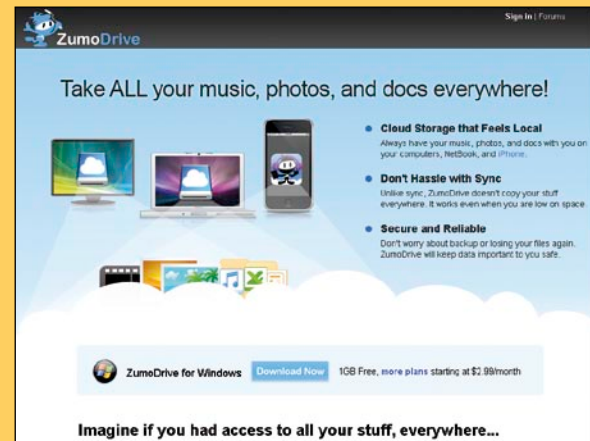 Sign In | Forums
ZumoDrive
Take ALL your music, photos, and docs everywhere!
Cloud Storage that Feels Local
Always have your music, photos, and docs with you on
your computers, NetBook, and iPhone.
Don't Hassle with Sync
Unlike sync, ZumoDrive doesn't copy your stuff
everywhere. It works even when you are low on space.
Secure and Reliable
Don't worry about backup or losing your files again.
ZumoDrive will keep data important to you safe.
ZumoDrive for Windows Download Now 1GB Free, more plans starting at $2.99/month
Imagine if you had access to all your stuff, everywhere...